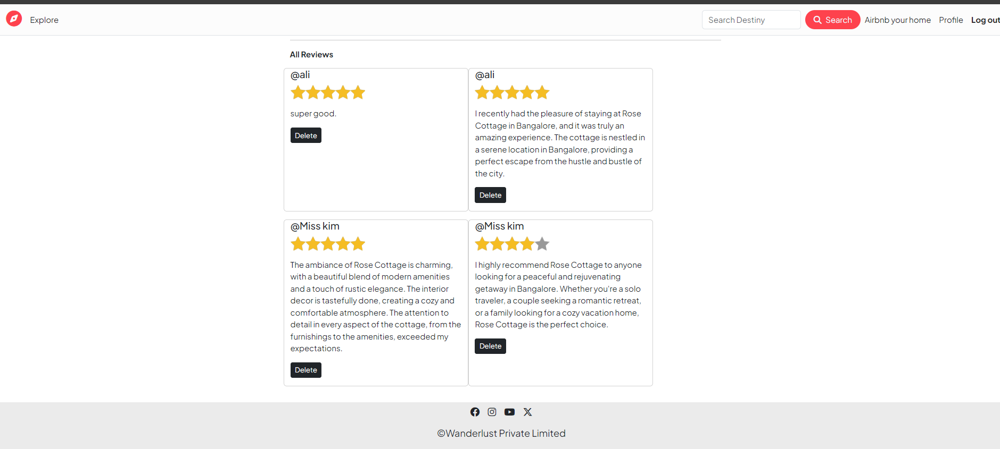 Explore
Search Destiny
Search
Airbnb your home
Profile
Log out
All Reviews
@ali
super good.
Delete
@ali
I recently had the pleasure of staying at Rose
Cottage in Bangalore, and it was truly an
amazing experience. The cottage is nestled in
a serene location in Bangalore, providing a
perfect escape from the hustle and bustle of
the city.
Delete
@Miss kim
The ambiance of Rose Cottage is charming,
with a beautiful blend of modern amenities
and a touch of rustic elegance. The interior
decor is tastefully done, creating a cozy and
comfortable atmosphere. The attention to
detail in every aspect of the cottage, from the
furnishings to the amenities, exceeded my
expectations.
Delete
@Miss kim
I highly recommend Rose Cottage to anyone
looking for a peaceful and rejuvenating
getaway in Bangalore. Whether you're a solo
traveler, a couple seeking a romantic retreat,
or a family looking for a cozy vacation home,
Rose Cottage is the perfect choice.
Delete
©Wanderlust Private Limited